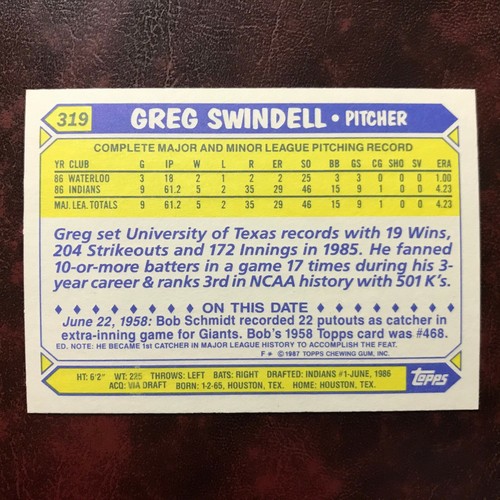 319 GREG SWINDELL • PITCHER
COMPLETE MAJOR AND MINOR LEAGUE PITCHING RECORD
YR CLUB G IP W L R ER SO BB GS CG SHO SV ERA
86 WATERLOO 3 18 2 1 2 2 25 3 3 0 0 0 1.00
86 INDIANS 9 61.2 5 2 35 29 46 15 9 1 0 0 4.23
MAJ. LEA. TOTALS 9 61.2 5 2 35 29 46 15 9 1 0 0 4.23
Greg set University of Texas records with 19 Wins,
204 Strikeouts and 172 Innings in 1985. He fanned
10-or-more batters in a game 17 times during his 3-
year career & ranks 3rd in NCAA history with 501 K's.
ON THIS DATE
June 22, 1958: Bob Schmidt recorded 22 putouts as catcher in
extra-inning game for Giants. Bob's 1958 Topps card was #468.
ED. NOTE: HE BECAME 1st CATCHER IN MAJOR LEAGUE HISTORY TO ACCOMPLISH THE FEAT.
F* ©1987 TOPPS CHEWING GUM, INC.
HT: 6'2" WT: 225 THROWS: LEFT BATS: RIGHT DRAFTED: INDIANS #1-JUNE, 1986
ACQ: VIA DRAFT BORN: 1-2-65, HOUSTON, TEX. HOME: HOUSTON, TEX.
Topps